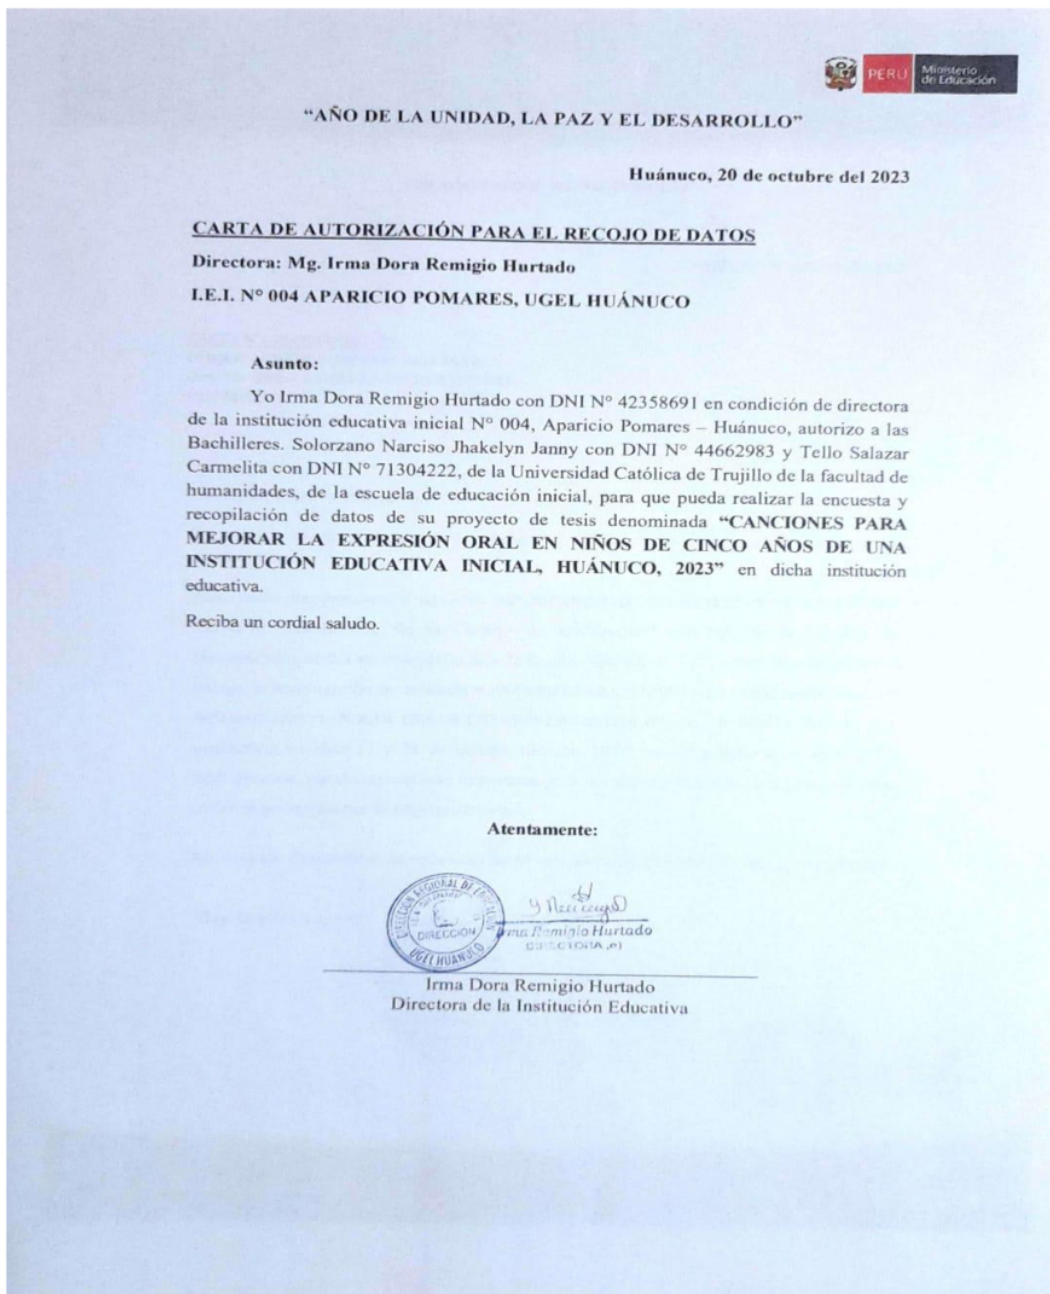 PERÚ
Ministerio
de Educación
“AÑO DE LA UNIDAD, LA PAZ Y EL DESARROLLO”
Huánuco, 20 de octubre del 2023
CARTA DE AUTORIZACIÓN PARA EL RECOJO DE DATOS
Directora: Mg. Irma Dora Remigio Hurtado
I.E.I. N° 004 APARICIO POMARES, UGEL HUÁNUCO
Asunto:
Yo Irma Dora Remigio Hurtado con DNI N° 42358691 en condición de directora
de la institución educativa inicial N° 004, Aparicio Pomares – Huánuco, autorizo a las
Bachilleres. Solorzano Narciso Jhakelyn Janny con DNI N° 44662983 y Tello Salazar
Carmelita con DNI N° 71304222, de la Universidad Católica de Trujillo de la facultad de
humanidades, de la escuela de educación inicial, para que pueda realizar la encuesta y
recopilación de datos de su proyecto de tesis denominada “CANCIONES PARA
MEJORAR LA EXPRESIÓN ORAL EN NIÑOS DE CINCO AÑOS DE UNA
INSTITUCIÓN EDUCATIVA INICIAL, HUÁNUCO, 2023” en dicha institución
educativa.
Reciba un cordial saludo.
Atentamente:
DIRECCIÓN REGIONAL DE EDUCACIÓN
DIRECCIÓN
UGEL HUÁNUCO
Irma Remigio Hurtado
DIRECTORA (e)
Irma Dora Remigio Hurtado
Directora de la Institución Educativa